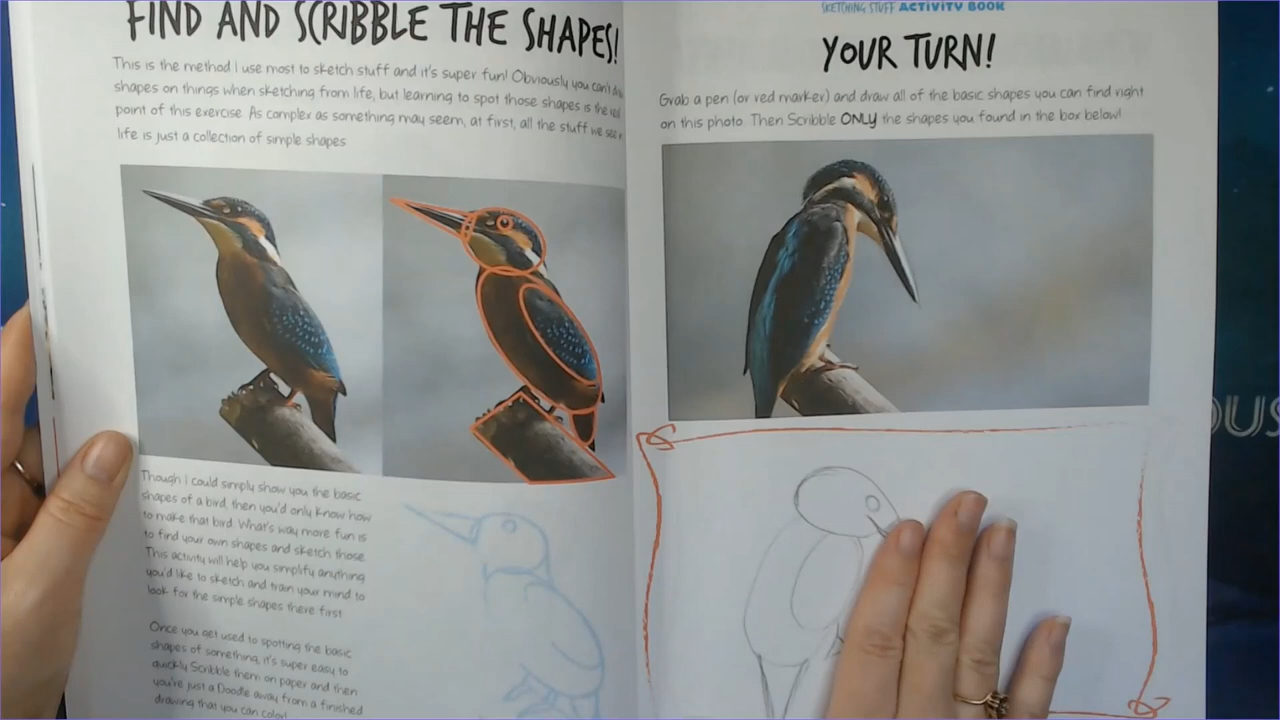 FIND AND SCRIBBLE THE SHAPES!
This is the method I use most to sketch stuff and it's super fun! Obviously you can't
shapes on things when sketching from life, but learning to spot those shapes is the
point of this exercise. As complex as something may seem, at first, all the stuff we see
life is just a collection of simple shapes
Though I could simply show you the basic
shapes of a bird, then you'd only know how
to make that bird. What's way more fun is
to find your own shapes and sketch those.
This activity will help you simplify anything
you'd like to sketch and train your mind to
look for the simple shapes there first
Once you get used to spotting the basic
shapes of something, it's super easy to
quickly Scribble them on paper and then
you're just a Doodle away from a finished
drawing that you can color!
SKETCHING STUFF ACTIVITY BOOK
YOUR TURN!
Grab a pen (or red marker) and draw all of the basic shapes you can find right
on this photo. Then Scribble ONLY the shapes you found in the box below!